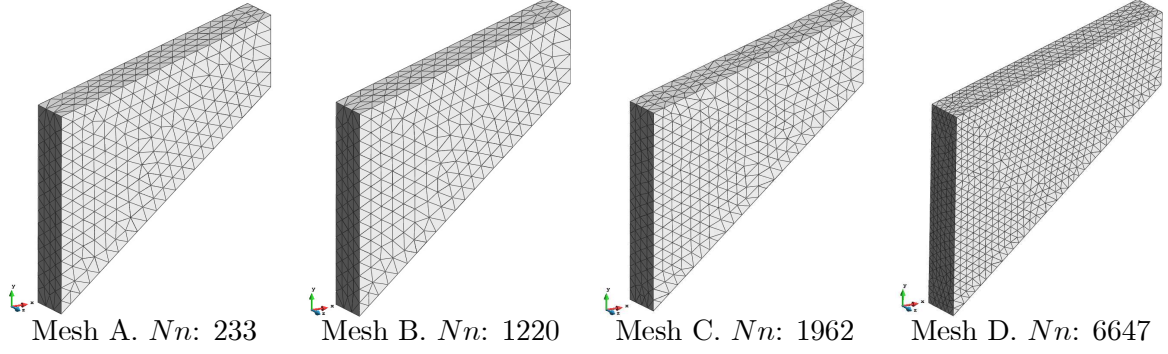 Mesh A. Nn: 233
Mesh B. Nn: 1220
Mesh C. Nn: 1962
Mesh D. Nn: 6647